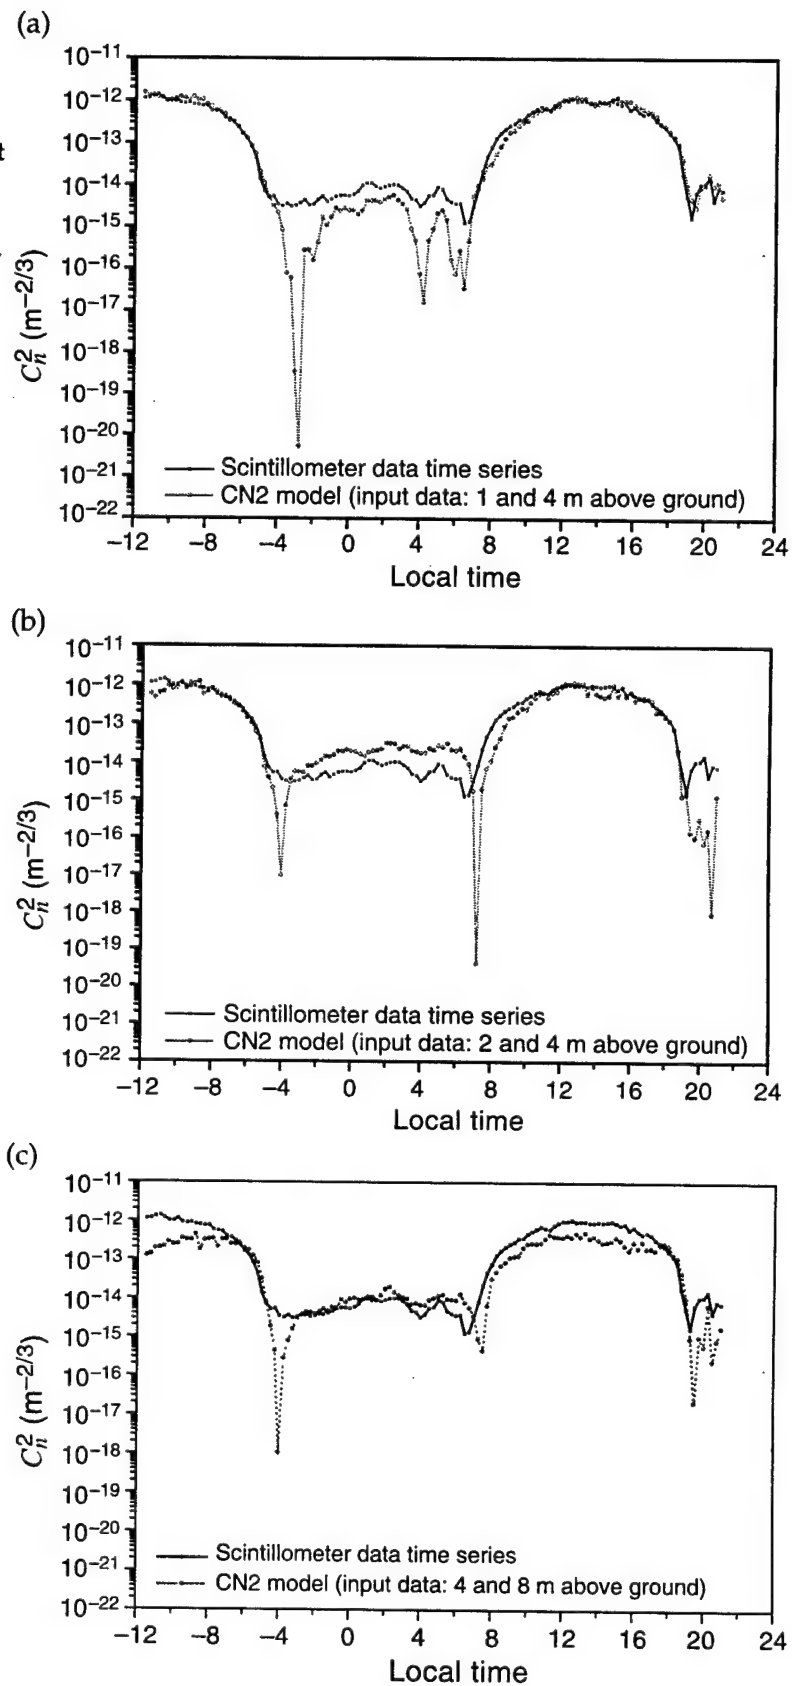 (a)
10⁻¹¹
10⁻¹²
10⁻¹³
10⁻¹⁴
10⁻¹⁵
10⁻¹⁶
10⁻¹⁷
10⁻¹⁸
10⁻¹⁹
10⁻²⁰
10⁻²¹
10⁻²²
Cₙ² (m⁻²/³)
Scintillometer data time series
CN2 model (input data: 1 and 4 m above ground)
−12 −8 −4 0 4 8 12 16 20 24
Local time
(b)
10⁻¹¹
10⁻¹²
10⁻¹³
10⁻¹⁴
10⁻¹⁵
10⁻¹⁶
10⁻¹⁷
10⁻¹⁸
10⁻¹⁹
10⁻²⁰
10⁻²¹
10⁻²²
Cₙ² (m⁻²/³)
Scintillometer data time series
CN2 model (input data: 2 and 4 m above ground)
−12 −8 −4 0 4 8 12 16 20 24
Local time
(c)
10⁻¹¹
10⁻¹²
10⁻¹³
10⁻¹⁴
10⁻¹⁵
10⁻¹⁶
10⁻¹⁷
10⁻¹⁸
10⁻¹⁹
10⁻²⁰
10⁻²¹
10⁻²²
Cₙ² (m⁻²/³)
Scintillometer data time series
CN2 model (input data: 4 and 8 m above ground)
−12 −8 −4 0 4 8 12 16 20 24
Local time